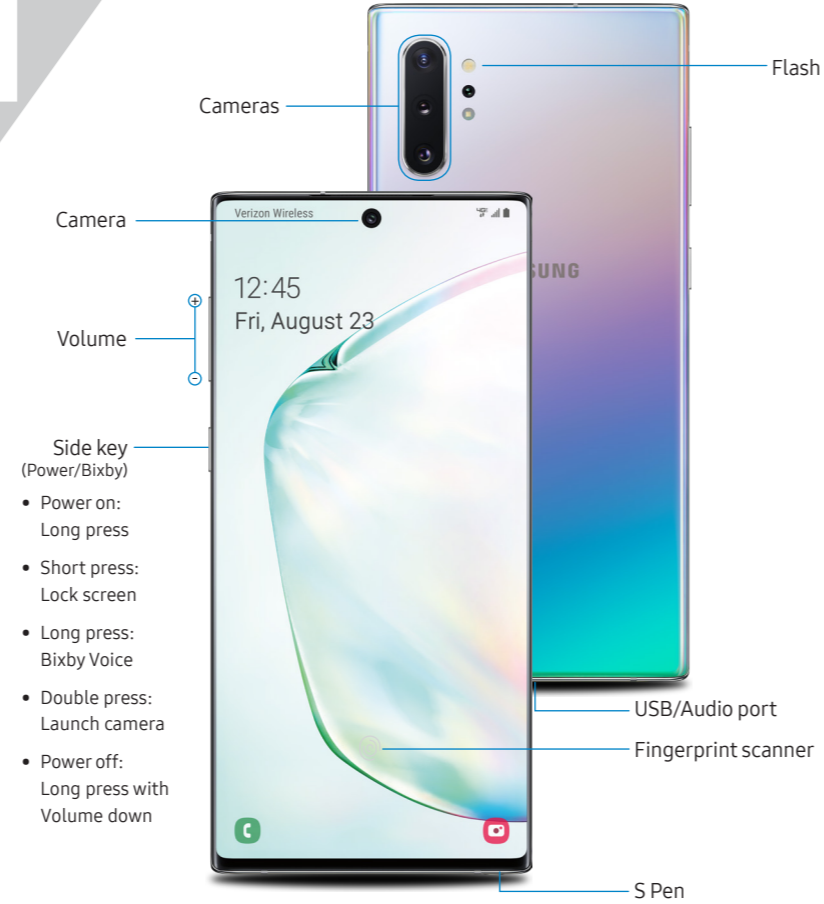 Flash
Cameras
Camera
Verizon Wireless
12:45
Fri, August 23
SUNG
+
Volume
-
Side key
(Power/Bixby)
• Power on:
Long press
• Short press:
Lock screen
• Long press:
Bixby Voice
• Double press:
Launch camera
• Power off:
Long press with
Volume down
USB/Audio port
Fingerprint scanner
S Pen